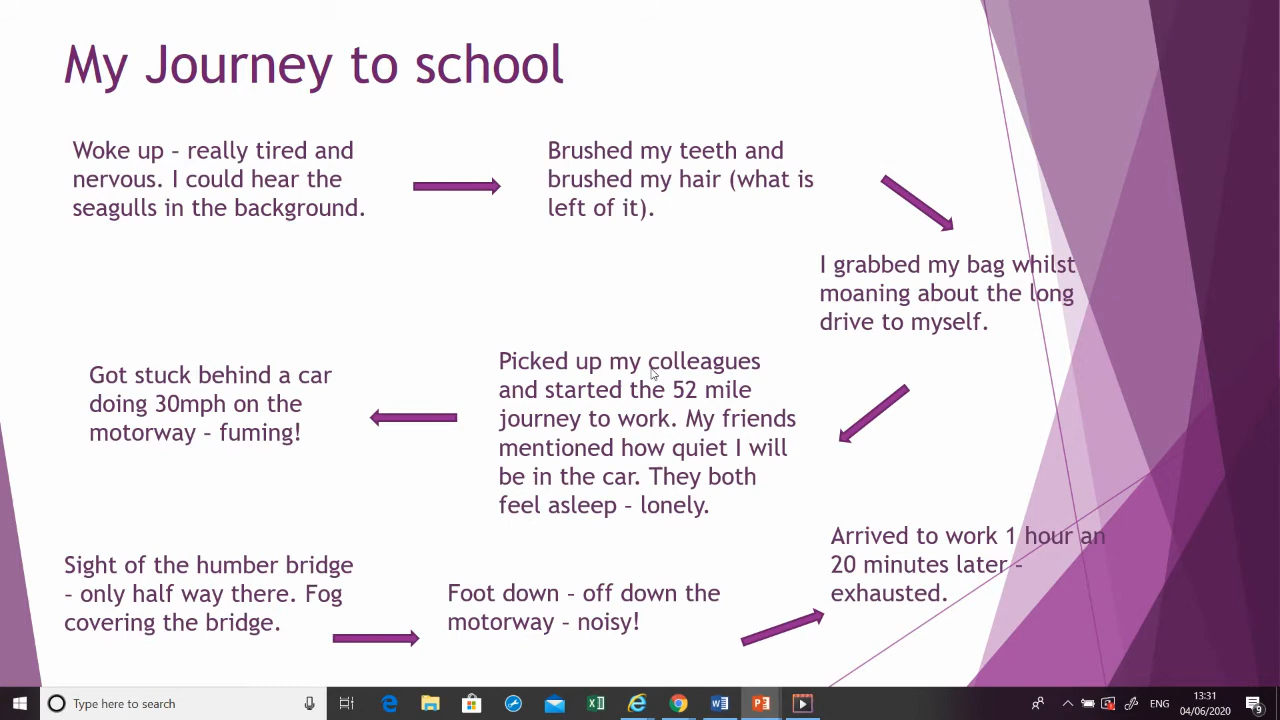 My Journey to school
Woke up – really tired and
nervous. I could hear the
seagulls in the background.
Brushed my teeth and
brushed my hair (what is
left of it).
I grabbed my bag whilst
moaning about the long
drive to myself.
Picked up my colleagues
and started the 52 mile
journey to work. My friends
mentioned how quiet I will
be in the car. They both
feel asleep – lonely.
Got stuck behind a car
doing 30mph on the
motorway – fuming!
Sight of the humber bridge
– only half way there. Fog
covering the bridge.
Foot down – off down the
motorway – noisy!
Arrived to work 1 hour an
20 minutes later –
exhausted.
Type here to search
ENG
13:31
04/06/2020
9